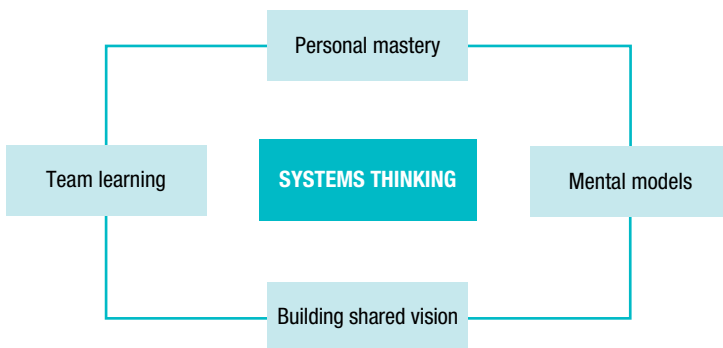 Personal mastery
Team learning
SYSTEMS THINKING
Mental models
Building shared vision